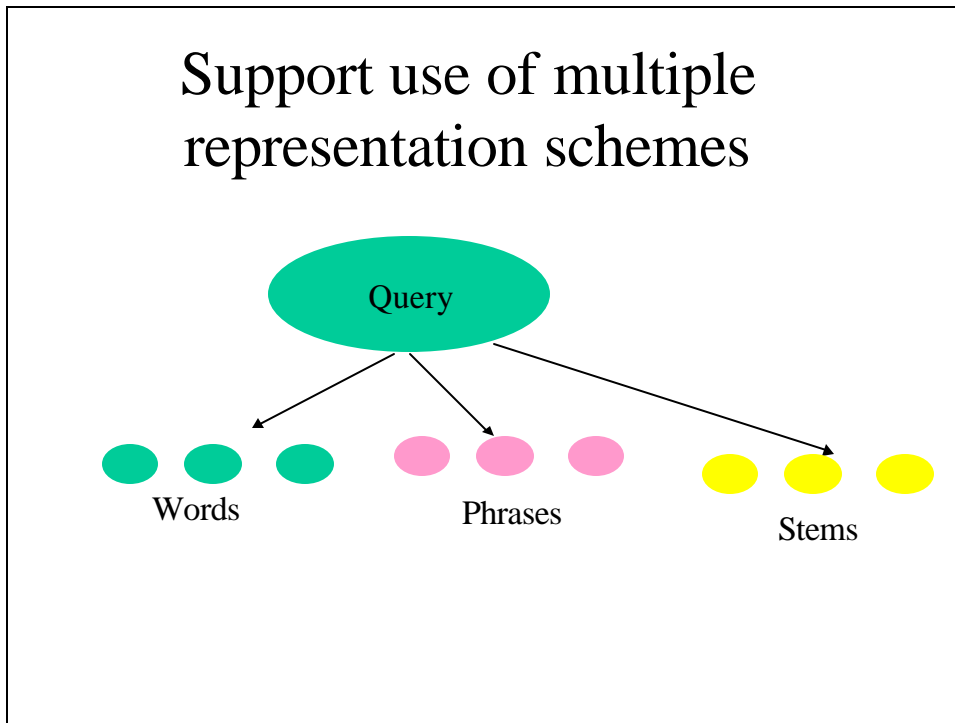 Support use of multiple
representation schemes
Query
Words
Phrases
Stems